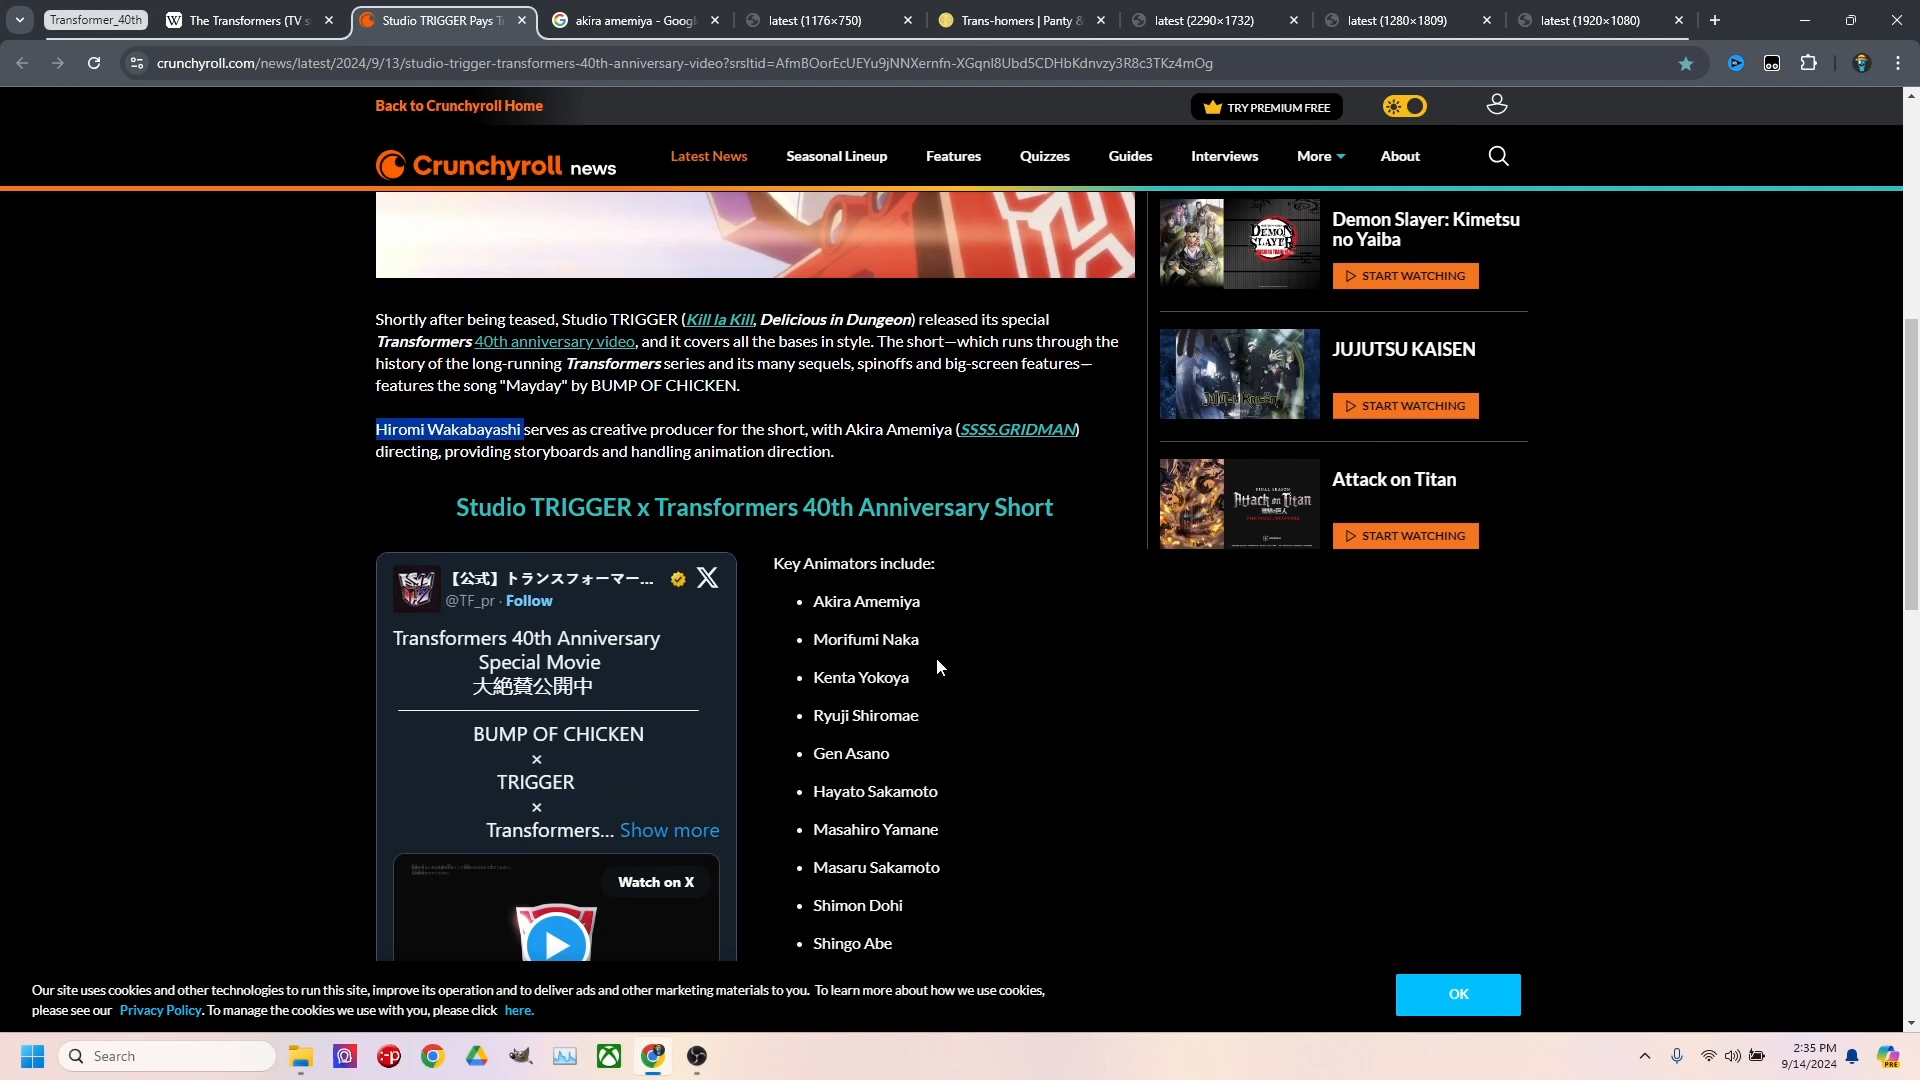 Transformer_40th
The Transformers (TV s
Studio TRIGGER Pays T
akira amemiya - Goog
latest (1176×750)
Trans-homers | Panty &
latest (2290×1732)
latest (1280×1809)
latest (1920×1080)
crunchyroll.com/news/latest/2024/9/13/studio-trigger-transformers-40th-anniversary-video?srsltid=AfmBOorEcUEYu9jNNXernfn-XGqnI8Ubd5CDHbKdnvzy3R8c3TKz4mOg
Back to Crunchyroll Home
TRY PREMIUM FREE
Crunchyroll news
Latest News
Seasonal Lineup
Features
Quizzes
Guides
Interviews
More
About
Shortly after being teased, Studio TRIGGER (Kill la Kill, Delicious in Dungeon) released its special
Transformers 40th anniversary video, and it covers all the bases in style. The short—which runs through the
history of the long-running Transformers series and its many sequels, spinoffs and big-screen features—
features the song "Mayday" by BUMP OF CHICKEN.
Hiromi Wakabayashi serves as creative producer for the short, with Akira Amemiya (SSSS.GRIDMAN)
directing, providing storyboards and handling animation direction.
Studio TRIGGER x Transformers 40th Anniversary Short
【公式】トランスフォーマー...
@TF_pr · Follow
Transformers 40th Anniversary
Special Movie
大絶賛公開中
BUMP OF CHICKEN
×
TRIGGER
×
Transformers... Show more
Watch on X
Key Animators include:
• Akira Amemiya
• Morifumi Naka
• Kenta Yokoya
• Ryuji Shiromae
• Gen Asano
• Hayato Sakamoto
• Masahiro Yamane
• Masaru Sakamoto
• Shimon Dohi
• Shingo Abe
DEMON
SLAYER
Demon Slayer: Kimetsu
no Yaiba
START WATCHING
JUJUTSU KAISEN
JUJUTSU KAISEN
START WATCHING
Attack on Titan
Attack on Titan
START WATCHING
Our site uses cookies and other technologies to run this site, improve its operation and to deliver ads and other marketing materials to you. To learn more about how we use cookies,
please see our Privacy Policy. To manage the cookies we use with you, please click here.
OK
Search
2:35 PM
9/14/2024
PRE